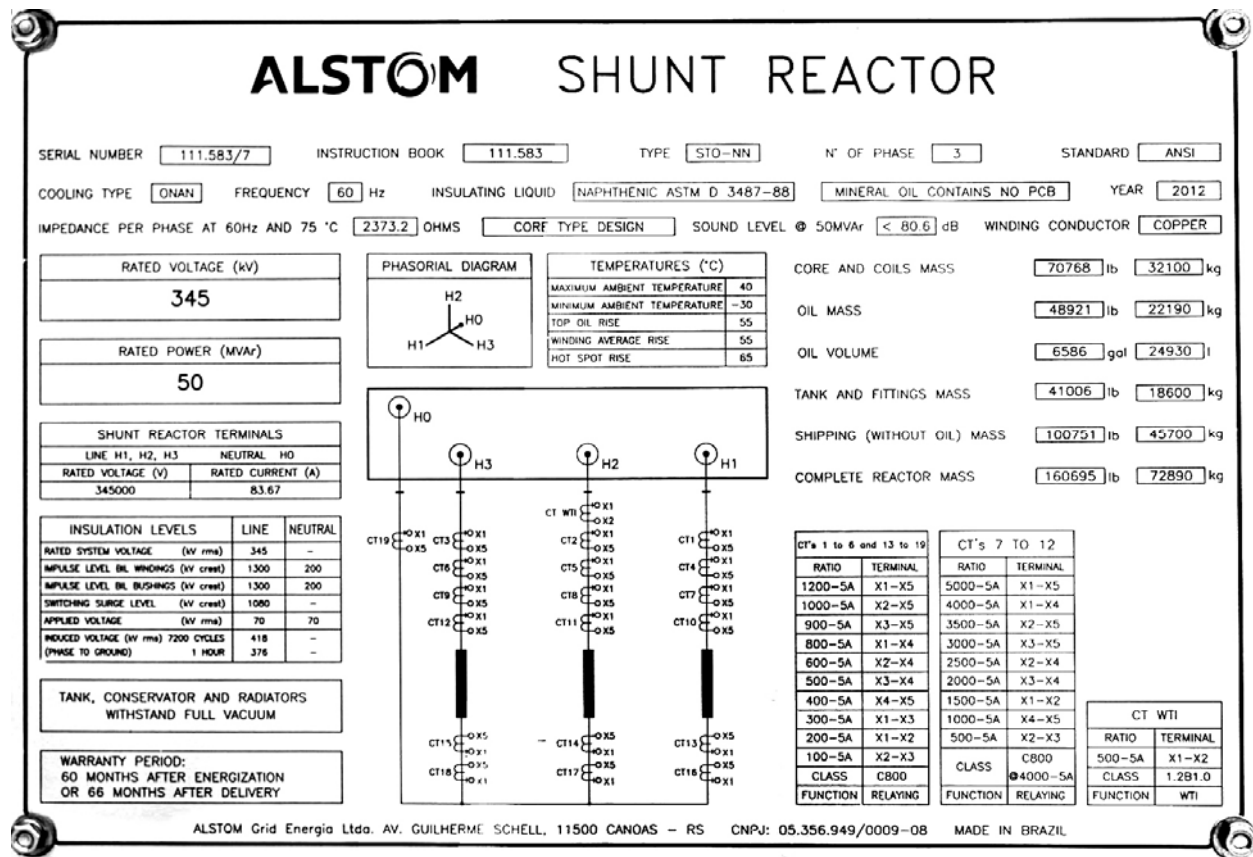 ALSTOM SHUNT REACTOR
SERIAL NUMBER 111.583/7 INSTRUCTION BOOK 111.583 TYPE STO-NN N° OF PHASE 3 STANDARD ANSI
COOLING TYPE ONAN FREQUENCY 60 Hz INSULATING LIQUID NAPHTHENIC ASTM D 3487-88 MINERAL OIL CONTAINS NO PCB YEAR 2012
IMPEDANCE PER PHASE AT 60Hz AND 75 °C 2373.2 OHMS CORE TYPE DESIGN SOUND LEVEL @ 50MVAr < 80.6 dB WINDING CONDUCTOR COPPER
RATED VOLTAGE (kV)
345
RATED POWER (MVAr)
50
SHUNT REACTOR TERMINALS
LINE H1, H2, H3 NEUTRAL H0
RATED VOLTAGE (V) RATED CURRENT (A)
345000 83.67
INSULATION LEVELS LINE NEUTRAL
RATED SYSTEM VOLTAGE (kV rms) 345 -
IMPULSE LEVEL BIL WINDINGS (kV crest) 1300 200
IMPULSE LEVEL BIL BUSHINGS (kV crest) 1300 200
SWITCHING SURGE LEVEL (kV crest) 1080 -
APPLIED VOLTAGE (kV rms) 70 70
INDUCED VOLTAGE (kV rms) 7200 CYCLES 418 -
(PHASE TO GROUND) 1 HOUR 376 -
TANK, CONSERVATOR AND RADIATORS
WITHSTAND FULL VACUUM
WARRANTY PERIOD:
60 MONTHS AFTER ENERGIZATION
OR 66 MONTHS AFTER DELIVERY
PHASORIAL DIAGRAM
H2
H0
H1 H3
TEMPERATURES (°C)
MAXIMUM AMBIENT TEMPERATURE 40
MINIMUM AMBIENT TEMPERATURE -30
TOP OIL RISE 55
WINDING AVERAGE RISE 55
HOT SPOT RISE 65
H0
H3 H2 H1
CT WTI X1
X2
CT19 X1 CT3 X1 CT2 X1 CT1 X1
X5 X5 X5 X5
CT6 X1 CT5 X1 CT4 X1
X5 X5 X5
CT9 X1 CT8 X1 CT7 X1
X5 X5 X5
CT12 X1 CT11 X1 CT10 X1
X5 X5 X5
CT15 X5 CT14 X5 CT13 X5
X1 X1 X1
CT18 X5 CT17 X5 CT16 X5
X1 X1 X1
CORE AND COILS MASS 70768 lb 32100 kg
OIL MASS 48921 lb 22190 kg
OIL VOLUME 6586 gal 24930 l
TANK AND FITTINGS MASS 41006 lb 18600 kg
SHIPPING (WITHOUT OIL) MASS 100751 lb 45700 kg
COMPLETE REACTOR MASS 160695 lb 72890 kg
CT's 1 to 6 and 13 to 19
RATIO TERMINAL
1200-5A X1-X5
1000-5A X2-X5
900-5A X3-X5
800-5A X1-X4
600-5A X2-X4
500-5A X3-X4
400-5A X4-X5
300-5A X1-X3
200-5A X1-X2
100-5A X2-X3
CLASS C800
FUNCTION RELAYING
CT's 7 TO 12
RATIO TERMINAL
5000-5A X1-X5
4000-5A X1-X4
3500-5A X2-X5
3000-5A X3-X5
2500-5A X2-X4
2000-5A X3-X4
1500-5A X1-X2
1000-5A X4-X5
500-5A X2-X3
CLASS C800
@4000-5A
FUNCTION RELAYING
CT WTI
RATIO TERMINAL
500-5A X1-X2
CLASS 1.2B1.0
FUNCTION WTI
ALSTOM Grid Energia Ltda. AV. GUILHERME SCHELL, 11500 CANOAS - RS CNPJ: 05.356.949/0009-08 MADE IN BRAZIL